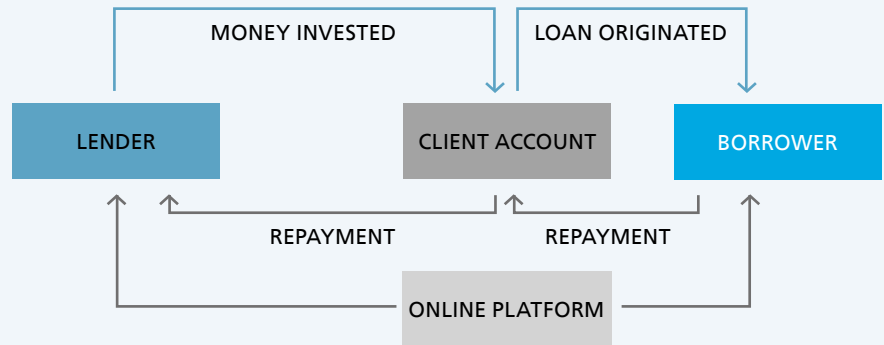 MONEY INVESTED
LOAN ORIGINATED
LENDER
CLIENT ACCOUNT
BORROWER
REPAYMENT
REPAYMENT
ONLINE PLATFORM